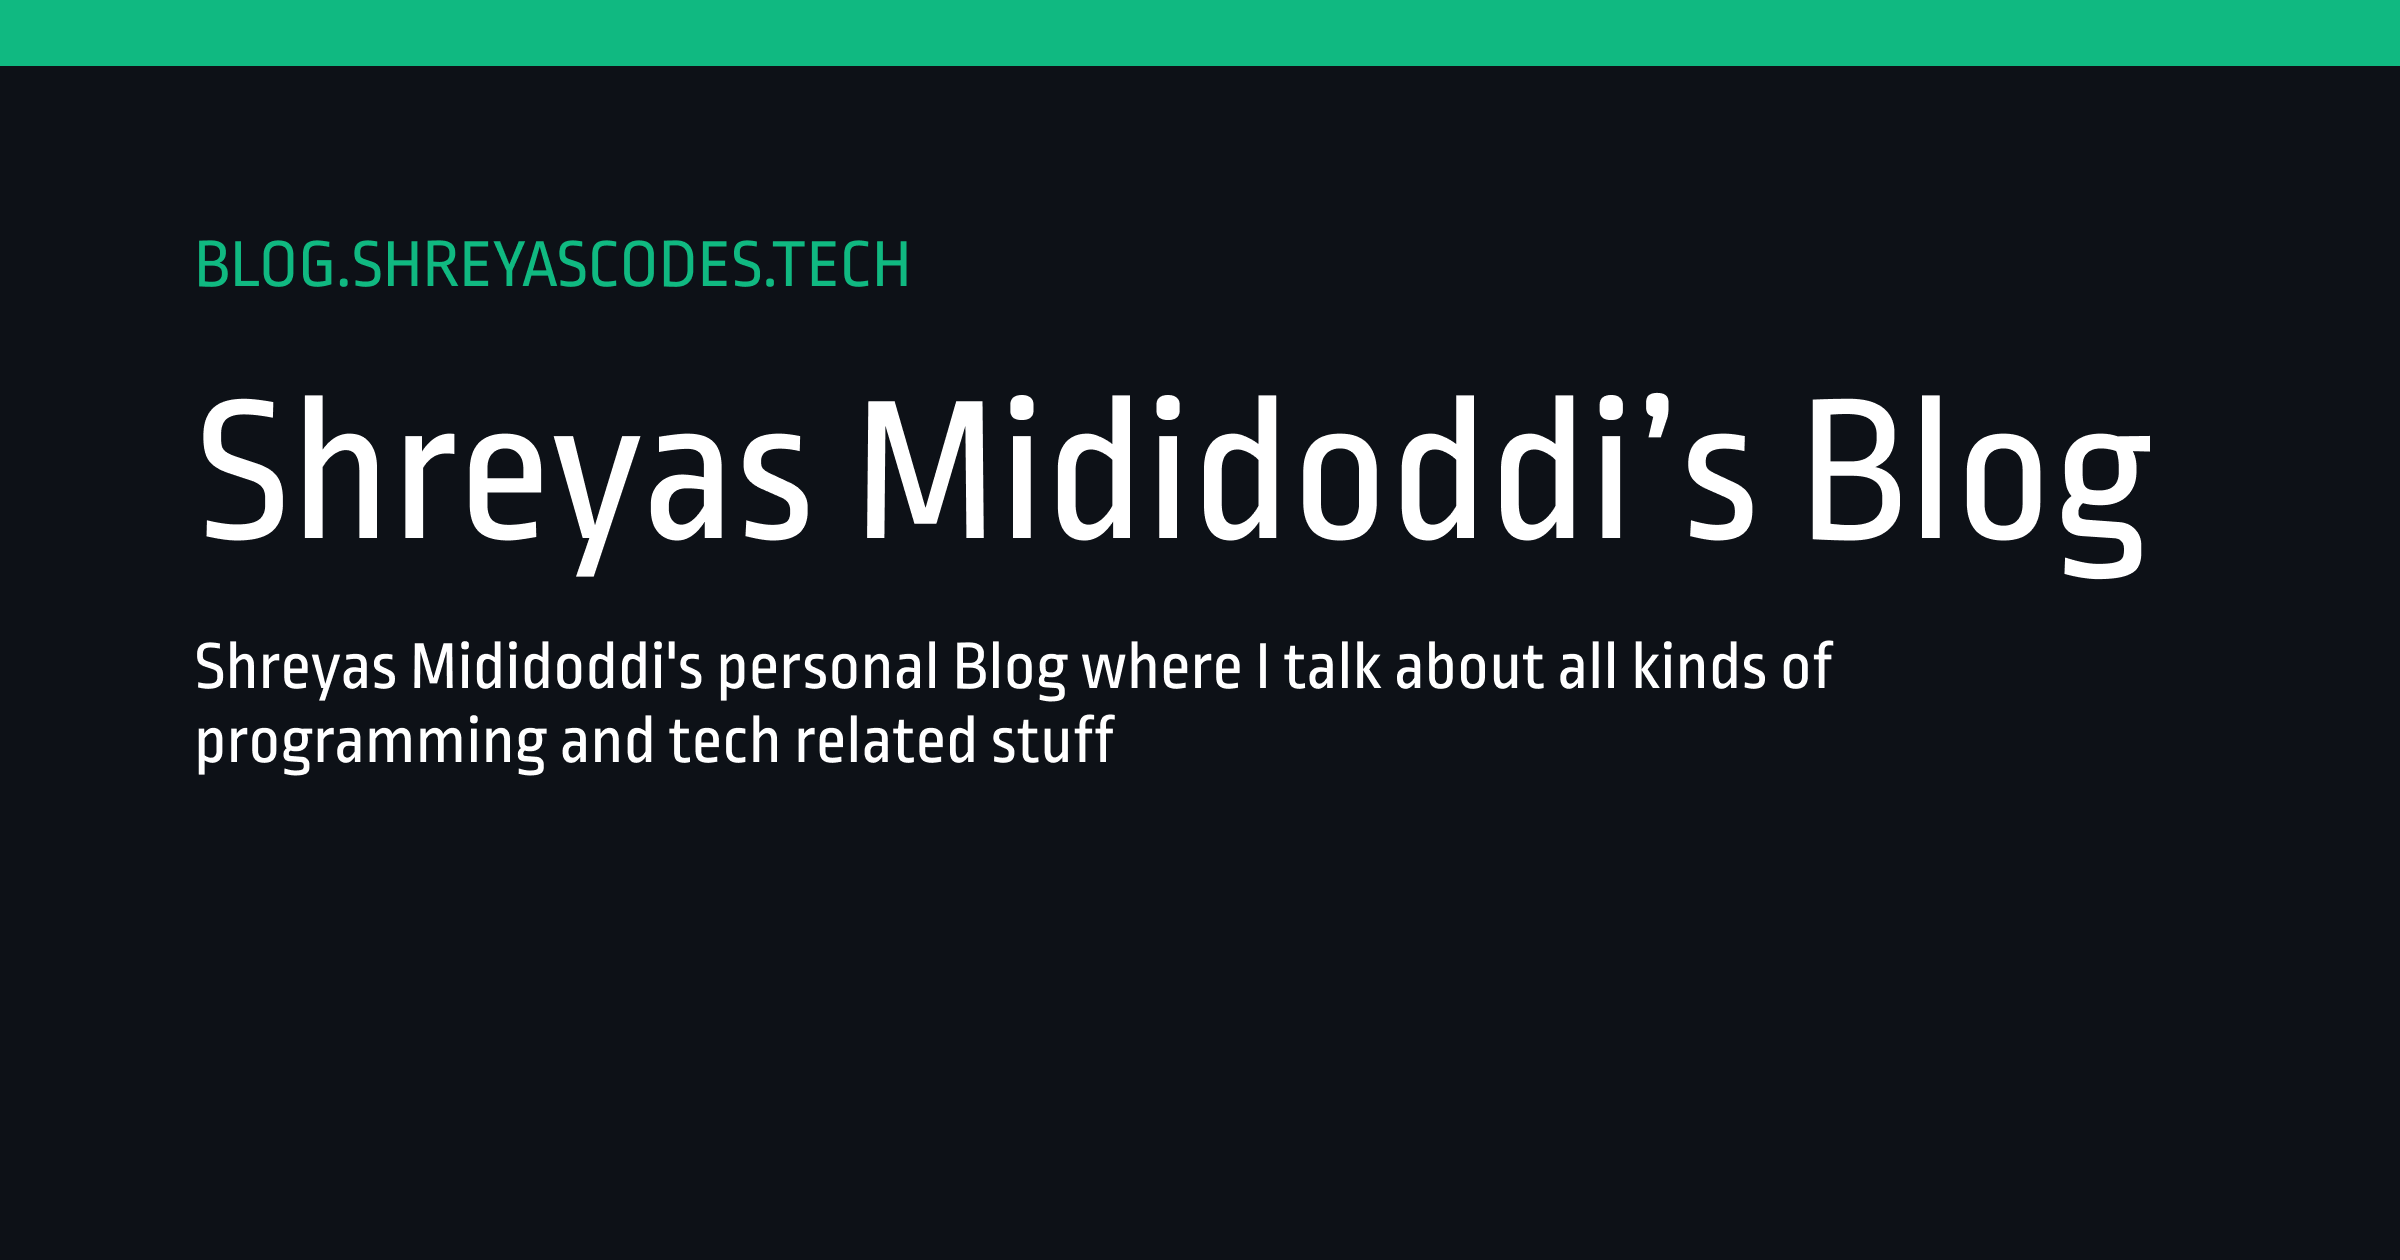 BLOG.SHREYASCODES.TECH
Shreyas Mididoddi’s Blog
Shreyas Mididoddi's personal Blog where I talk about all kinds of
programming and tech related stuff